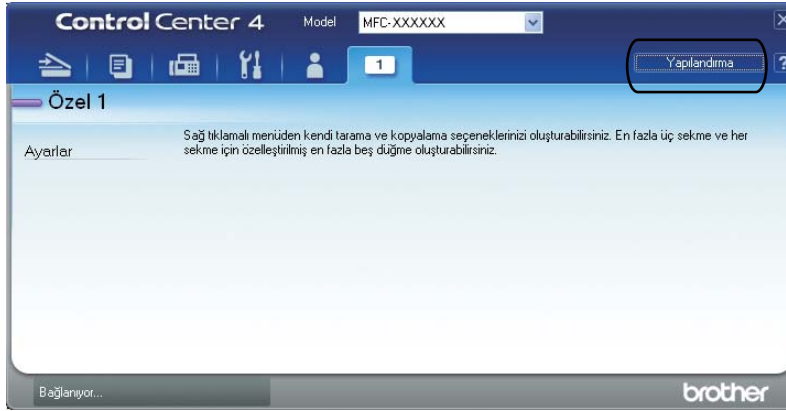 Control Center 4 Model MFC-XXXXXX
1 Yapılandırma ?
Özel 1
Ayarlar
Sağ tıklamalı menüden kendi tarama ve kopyalama seçeneklerinizi oluşturabilirsiniz. En fazla üç sekme ve her
sekme için özelleştirilmiş en fazla beş düğme oluşturabilirsiniz.
Bağlanıyor...
brother